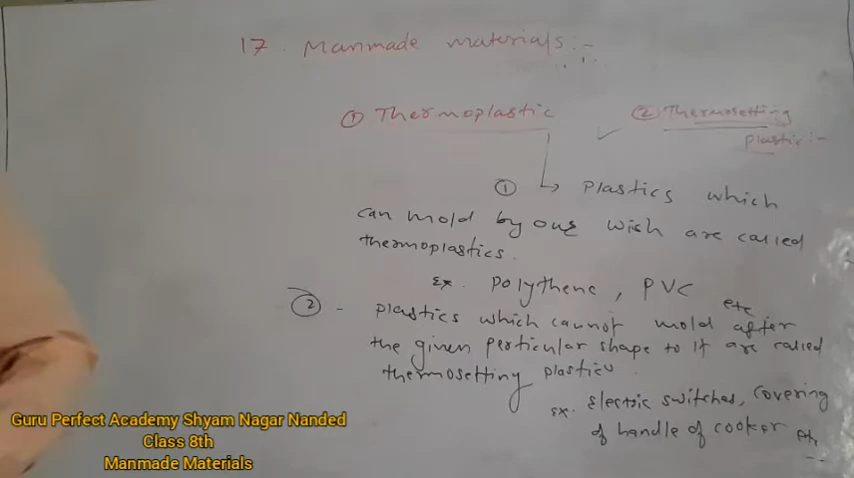 17. Manmade materials:-
① Thermoplastic ② Thermosetting
plastic:-
① → Plastics which
can mold by our wish are called
thermoplastics.
Ex. Polythene, PVC etc
② - plastics which cannot mold after
the given perticular shape to it are called
thermosetting plastics.
Ex. Electric switches, covering
of handle of cooker etc
Guru Perfect Academy Shyam Nagar Nanded
Class 8th
Manmade Materials